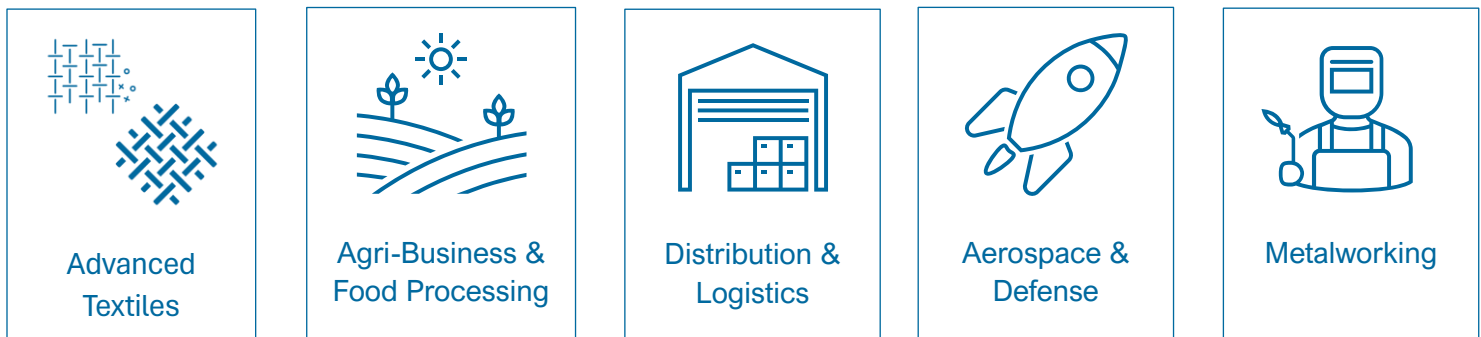 Advanced
Textiles
Agri-Business &
Food Processing
Distribution &
Logistics
Aerospace &
Defense
Metalworking